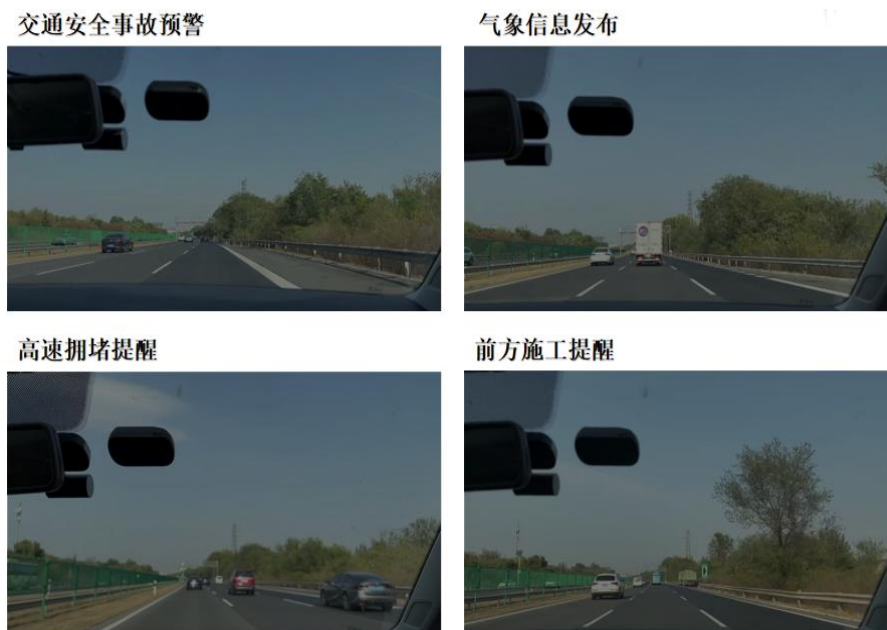 交通安全事故预警
气象信息发布
高速拥堵提醒
前方施工提醒